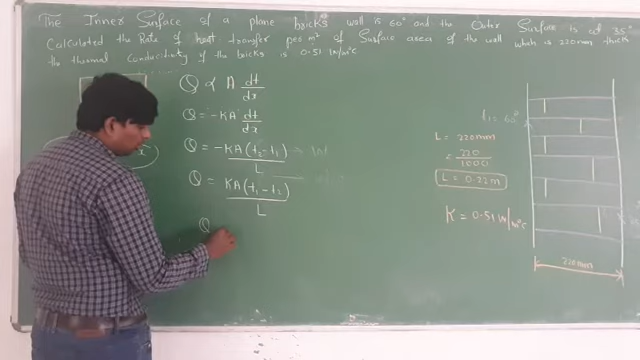 The Inner Surface of a plane bricks wall is 60° and the Outer Surface is at 35°
Calculated the Rate of heat transfer per m² of Surface area of the wall which is 220mm thick
the thermal conductivity of the bricks is 0.51 W/m°C
Q ∝ A dt/dx
Q = -KA dt/dx
Q = -KA(t₂-t₁)/L
Q = KA(t₁-t₂)/L
Q
t₁ = 60°
L = 220mm
= 220/1000
L = 0.22m
K = 0.51 W/m°C
220mm